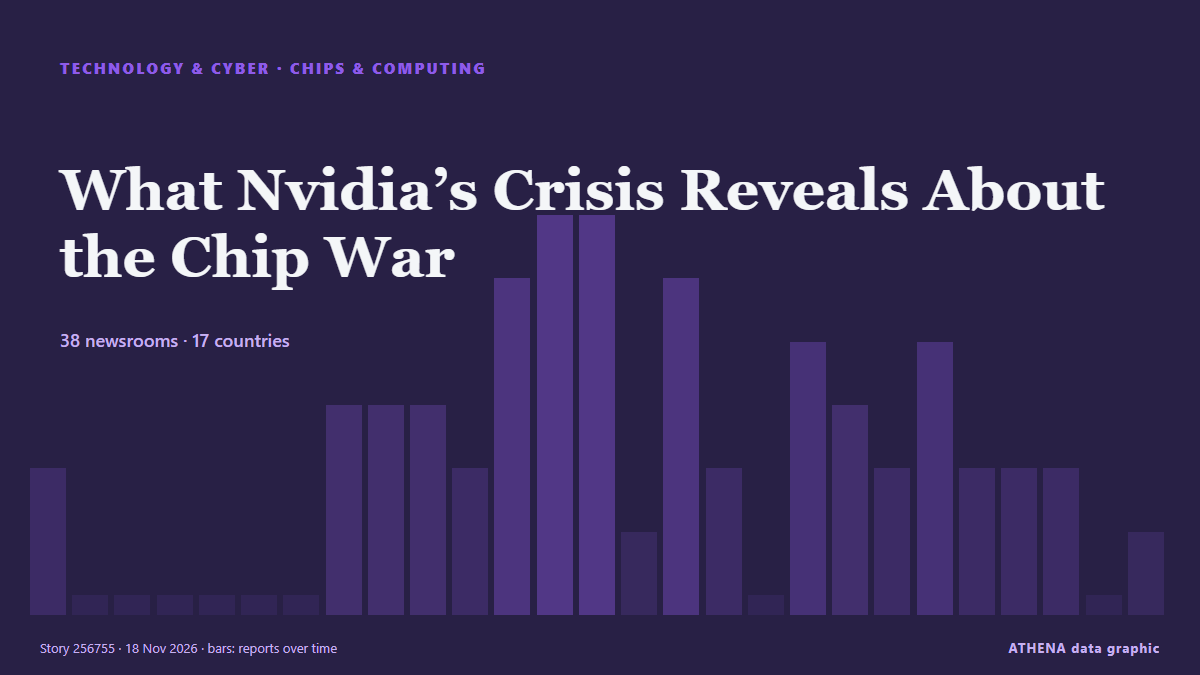 TECHNOLOGY & CYBER · CHIPS & COMPUTING
What Nvidia’s Crisis Reveals About
the Chip War
38 newsrooms · 17 countries
Story 256755 · 18 Nov 2026 · bars: reports over time
ATHENA data graphic